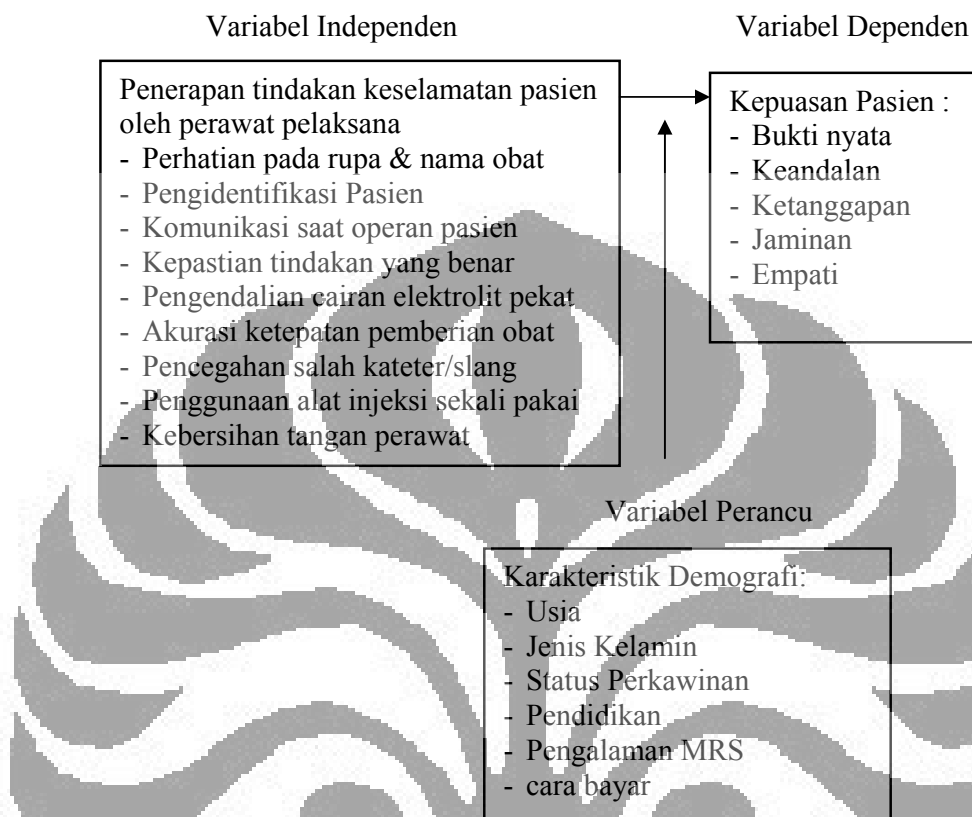 Variabel Independen
Variabel Dependen
Penerapan tindakan keselamatan pasien
oleh perawat pelaksana
- Perhatian pada rupa & nama obat
- Pengidentifikasi Pasien
- Komunikasi saat operan pasien
- Kepastian tindakan yang benar
- Pengendalian cairan elektrolit pekat
- Akurasi ketepatan pemberian obat
- Pencegahan salah kateter/slang
- Penggunaan alat injeksi sekali pakai
- Kebersihan tangan perawat
Kepuasan Pasien :
- Bukti nyata
- Keandalan
- Ketanggapan
- Jaminan
- Empati
Variabel Perancu
Karakteristik Demografi:
- Usia
- Jenis Kelamin
- Status Perkawinan
- Pendidikan
- Pengalaman MRS
- cara bayar